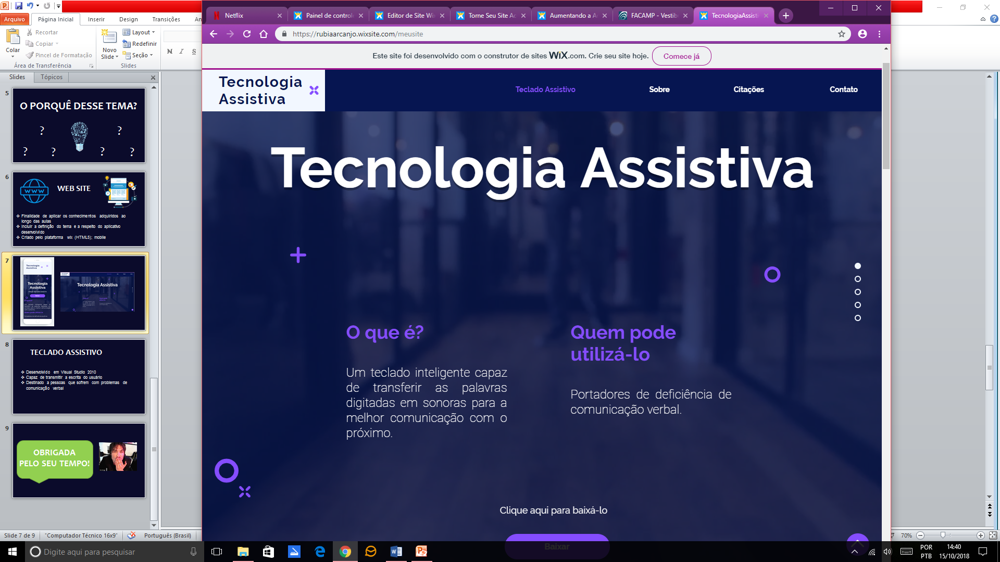 Arquivo
Página Inicial
Inserir
Design
Transições
An
Colar
Recortar
Copiar
Pincel de Formatação
Área de Transferência
Novo
Slide
Layout
Redefinir
Seção
Slides
N I S
Slides
Tópicos
5
O PORQUÊ DESSE TEMA?
? ?
? ? ? ?
6
WWW
WEB SITE
Finalidade de aplicar os conhecimentos adquiridos ao
longo das aulas
Incluir a definição do tema e a respeito do aplicativo
desenvolvido
Criado pelo plataforma wix (HTML5); mobile
7
Tecnologia
Assistiva
Tecnologia
Assistiva
Tecnologia Assistiva
8
TECLADO ASSISTIVO
Desenvolvido em Visual Studio 2010
Capaz de transmitir a escrita do usuário
Destinado a pessoas que sofrem com problemas de
comunicação verbal
9
OBRIGADA
PELO SEU TEMPO!
Slide 7 de 9
"Computador Técnico 16x9"
Português (Brasil)
70%
Netflix
Painel de control
Editor de Site Wi
Torne Seu Site Ac
Aumentando a A
FACAMP - Vestib
TecnologiaAssisti
https://rubiaarcanjo.wixsite.com/meusite
Este site foi desenvolvido com o construtor de sites WiX.com. Crie seu site hoje.
Comece já
Tecnologia
Assistiva
Teclado Assistivo
Sobre
Citações
Contato
Tecnologia Assistiva
O que é?
Um teclado inteligente capaz
de transferir as palavras
digitadas em sonoras para a
melhor comunicação com o
próximo.
Quem pode
utilizá-lo
Portadores de deficiência de
comunicação verbal.
Clique aqui para baixá-lo
Baixar
Digite aqui para pesquisar
POR
PTB
14:40
15/10/2018